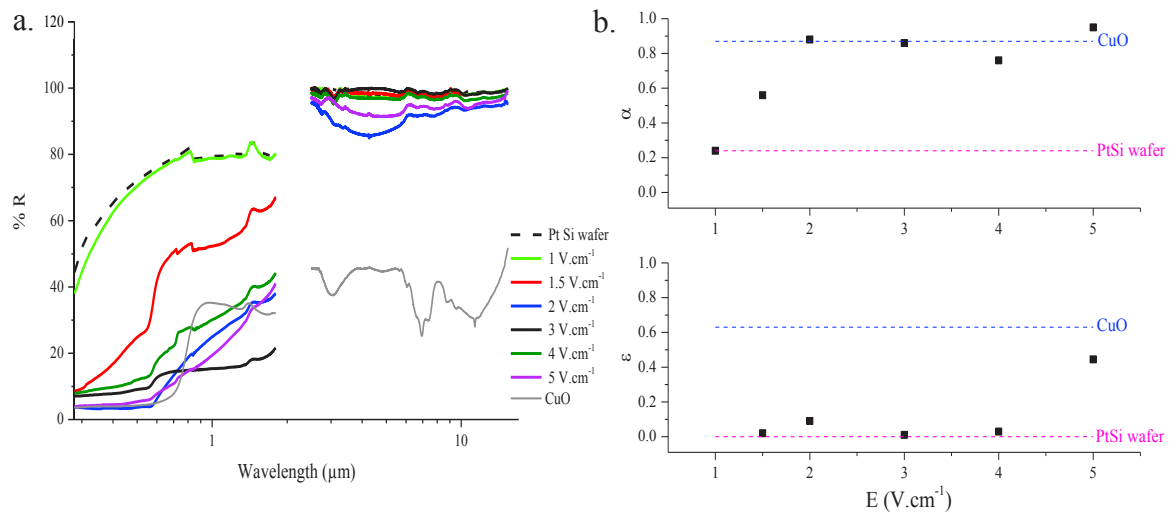 a.
120
100
80
60
40
20
0
% R
1
10
Wavelength (µm)
Pt Si wafer
1 V.cm⁻¹
1.5 V.cm⁻¹
2 V.cm⁻¹
3 V.cm⁻¹
4 V.cm⁻¹
5 V.cm⁻¹
CuO
b.
1.0
0.8
0.6
0.4
0.2
0.0
α
CuO
PtSi wafer
1
2
3
4
5
1.0
0.8
0.6
0.4
0.2
0.0
ε
CuO
PtSi wafer
1
2
3
4
5
E (V.cm⁻¹)